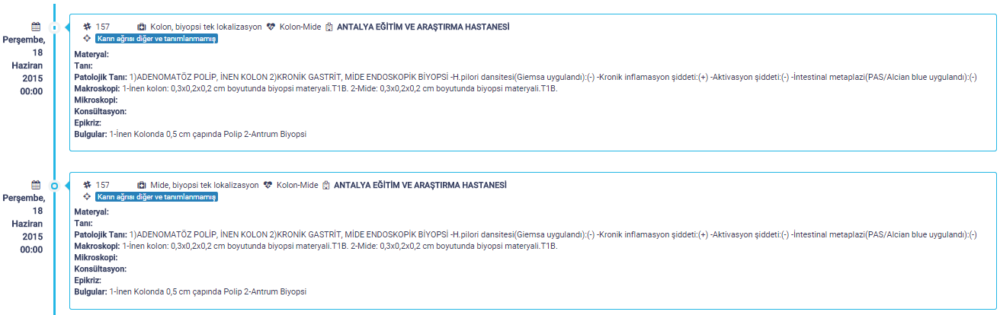 157 Kolon, biyopsi tek lokalizasyon Kolon-Mide ANTALYA EĞİTİM VE ARAŞTIRMA HASTANESİ
Perşembe,
18
Haziran
2015
00:00
Karın ağrısı diğer ve tanımlanmamış
Materyal:
Tanı:
Patolojik Tanı: 1)ADENOMATÖZ POLİP, İNEN KOLON 2)KRONİK GASTRİT, MİDE ENDOSKOPİK BİYOPSİ -H.pilori dansitesi(Giemsa uygulandı):(-) -Kronik inflamasyon şiddeti:(+) -Aktivasyon şiddeti:(-) -İntestinal metaplazi(PAS/Alcian blue uygulandı):(-)
Makroskopi: 1-İnen kolon: 0,3x0,2x0,2 cm boyutunda biyopsi materyali.T1B. 2-Mide: 0,3x0,2x0,2 cm boyutunda biyopsi materyali.T1B.
Mikroskopi:
Konsültasyon:
Epikriz:
Bulgular: 1-İnen Kolonda 0,5 cm çapında Polip 2-Antrum Biyopsi
157 Mide, biyopsi tek lokalizasyon Kolon-Mide ANTALYA EĞİTİM VE ARAŞTIRMA HASTANESİ
Perşembe,
18
Haziran
2015
00:00
Karın ağrısı diğer ve tanımlanmamış
Materyal:
Tanı:
Patolojik Tanı: 1)ADENOMATÖZ POLİP, İNEN KOLON 2)KRONİK GASTRİT, MİDE ENDOSKOPİK BİYOPSİ -H.pilori dansitesi(Giemsa uygulandı):(-) -Kronik inflamasyon şiddeti:(+) -Aktivasyon şiddeti:(-) -İntestinal metaplazi(PAS/Alcian blue uygulandı):(-)
Makroskopi: 1-İnen kolon: 0,3x0,2x0,2 cm boyutunda biyopsi materyali.T1B. 2-Mide: 0,3x0,2x0,2 cm boyutunda biyopsi materyali.T1B.
Mikroskopi:
Konsültasyon:
Epikriz:
Bulgular: 1-İnen Kolonda 0,5 cm çapında Polip 2-Antrum Biyopsi